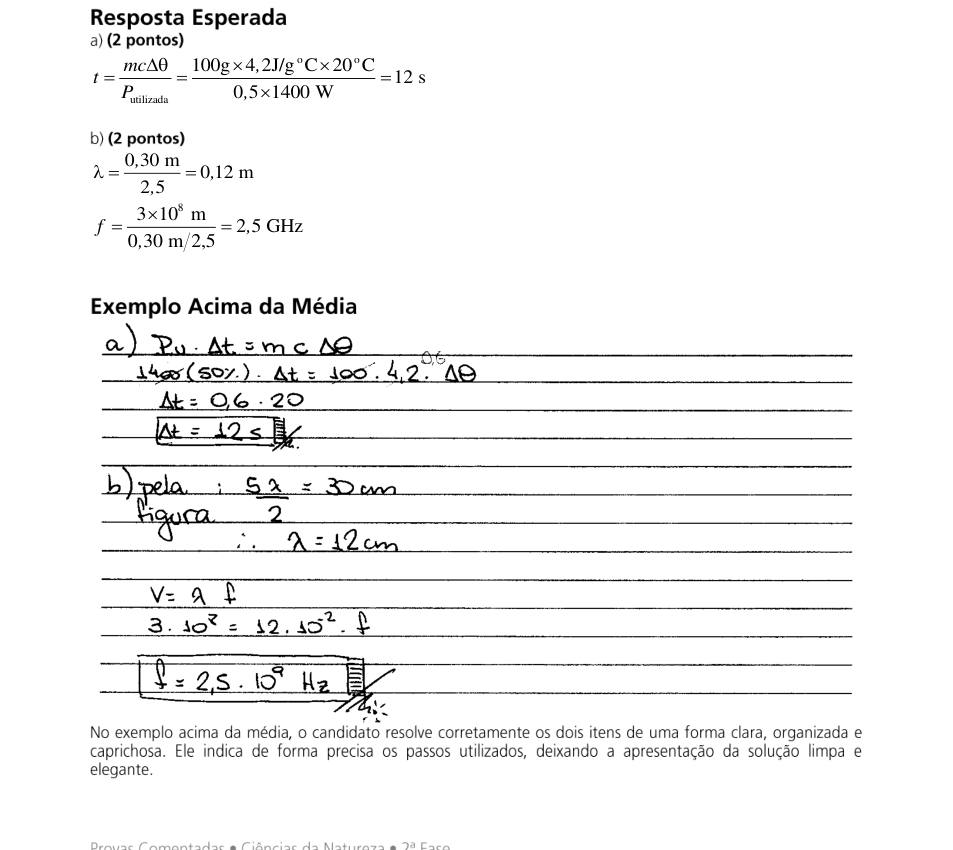 Resposta Esperada
a) (2 pontos)
t = mcΔθ / P_utilizada = 100g×4,2J/g°C×20°C / 0,5×1400 W = 12 s
b) (2 pontos)
λ = 0,30 m / 2,5 = 0,12 m
f = 3×10⁸ m / 0,30 m/2,5 = 2,5 GHz
Exemplo Acima da Média
a) Pu . Δt = m c Δθ
1400 (50%) . Δt = 100 . 4,2 . Δθ 0,6
Δt = 0,6 . 20
Δt = 12 s
b) pela figura : 5λ / 2 = 30 cm
∴ λ = 12 cm
V = λ f
3 . 10⁸ = 12 . 10⁻² . f
f = 2,5 . 10⁹ Hz
No exemplo acima da média, o candidato resolve corretamente os dois itens de uma forma clara, organizada e
caprichosa. Ele indica de forma precisa os passos utilizados, deixando a apresentação da solução limpa e
elegante.
Provas Comentadas • Ciências da Natureza • 2ª Fase